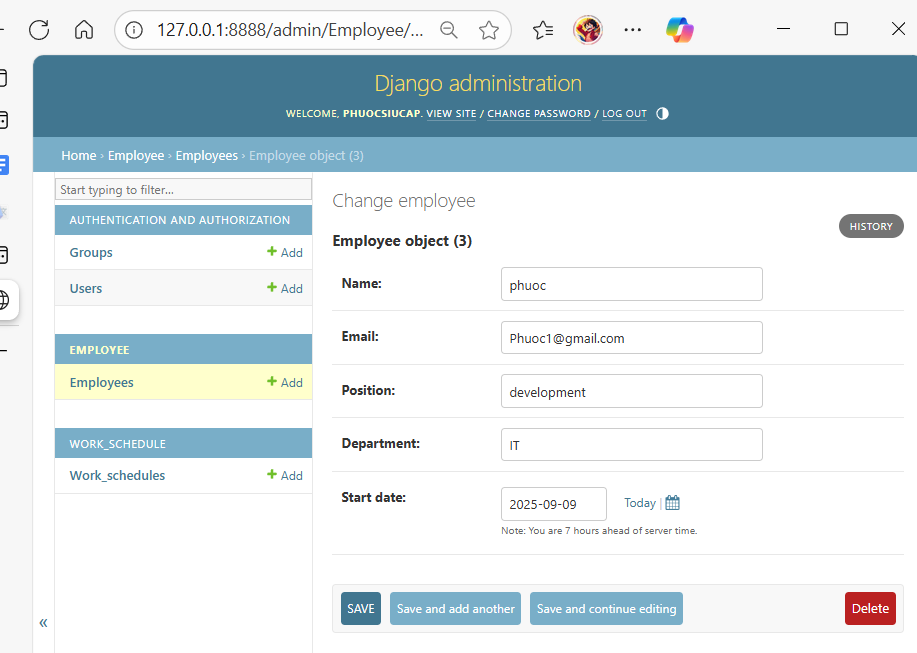 127.0.0.1:8888/admin/Employee/...
Django administration
WELCOME, PHUOCSIUCAP. VIEW SITE / CHANGE PASSWORD / LOG OUT
Home › Employee › Employees › Employee object (3)
Start typing to filter...
AUTHENTICATION AND AUTHORIZATION
Groups + Add
Users + Add
EMPLOYEE
Employees + Add
WORK_SCHEDULE
Work_schedules + Add
«
Change employee
HISTORY
Employee object (3)
Name: phuoc
Email: Phuoc1@gmail.com
Position: development
Department: IT
Start date: 2025-09-09 Today |
Note: You are 7 hours ahead of server time.
SAVE Save and add another Save and continue editing Delete